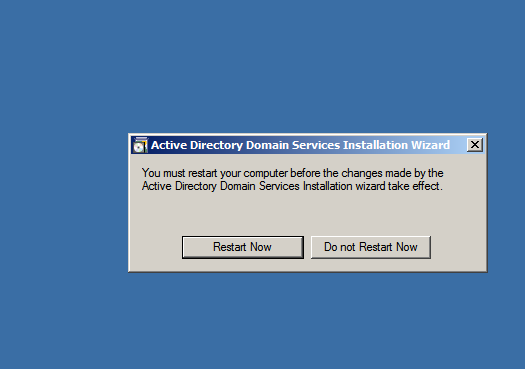 Active Directory Domain Services Installation Wizard
You must restart your computer before the changes made by the
Active Directory Domain Services Installation wizard take effect.
Restart Now
Do not Restart Now